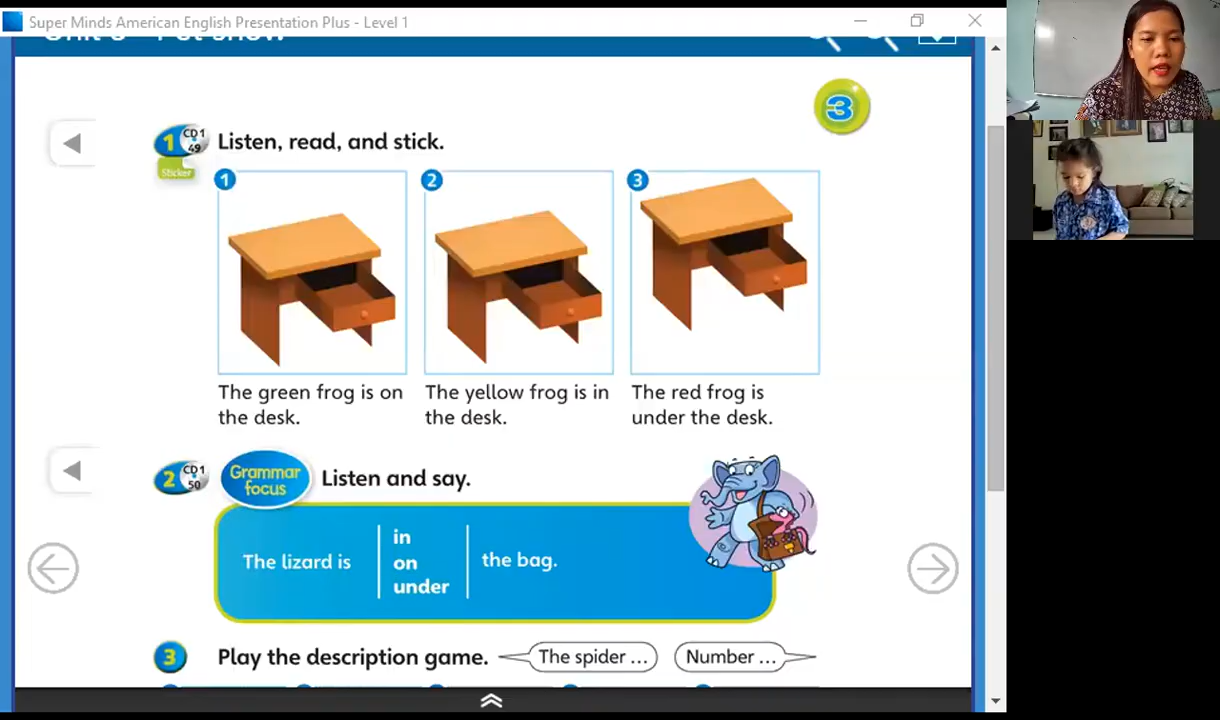 Super Minds American English Presentation Plus - Level 1
3
1 CD1 49 Listen, read, and stick.
Sticker
1 2 3
The green frog is on
the desk.
The yellow frog is in
the desk.
The red frog is
under the desk.
2 CD1 50 Grammar focus Listen and say.
The lizard is
in
on
under
the bag.
3 Play the description game.
The spider ...
Number ...